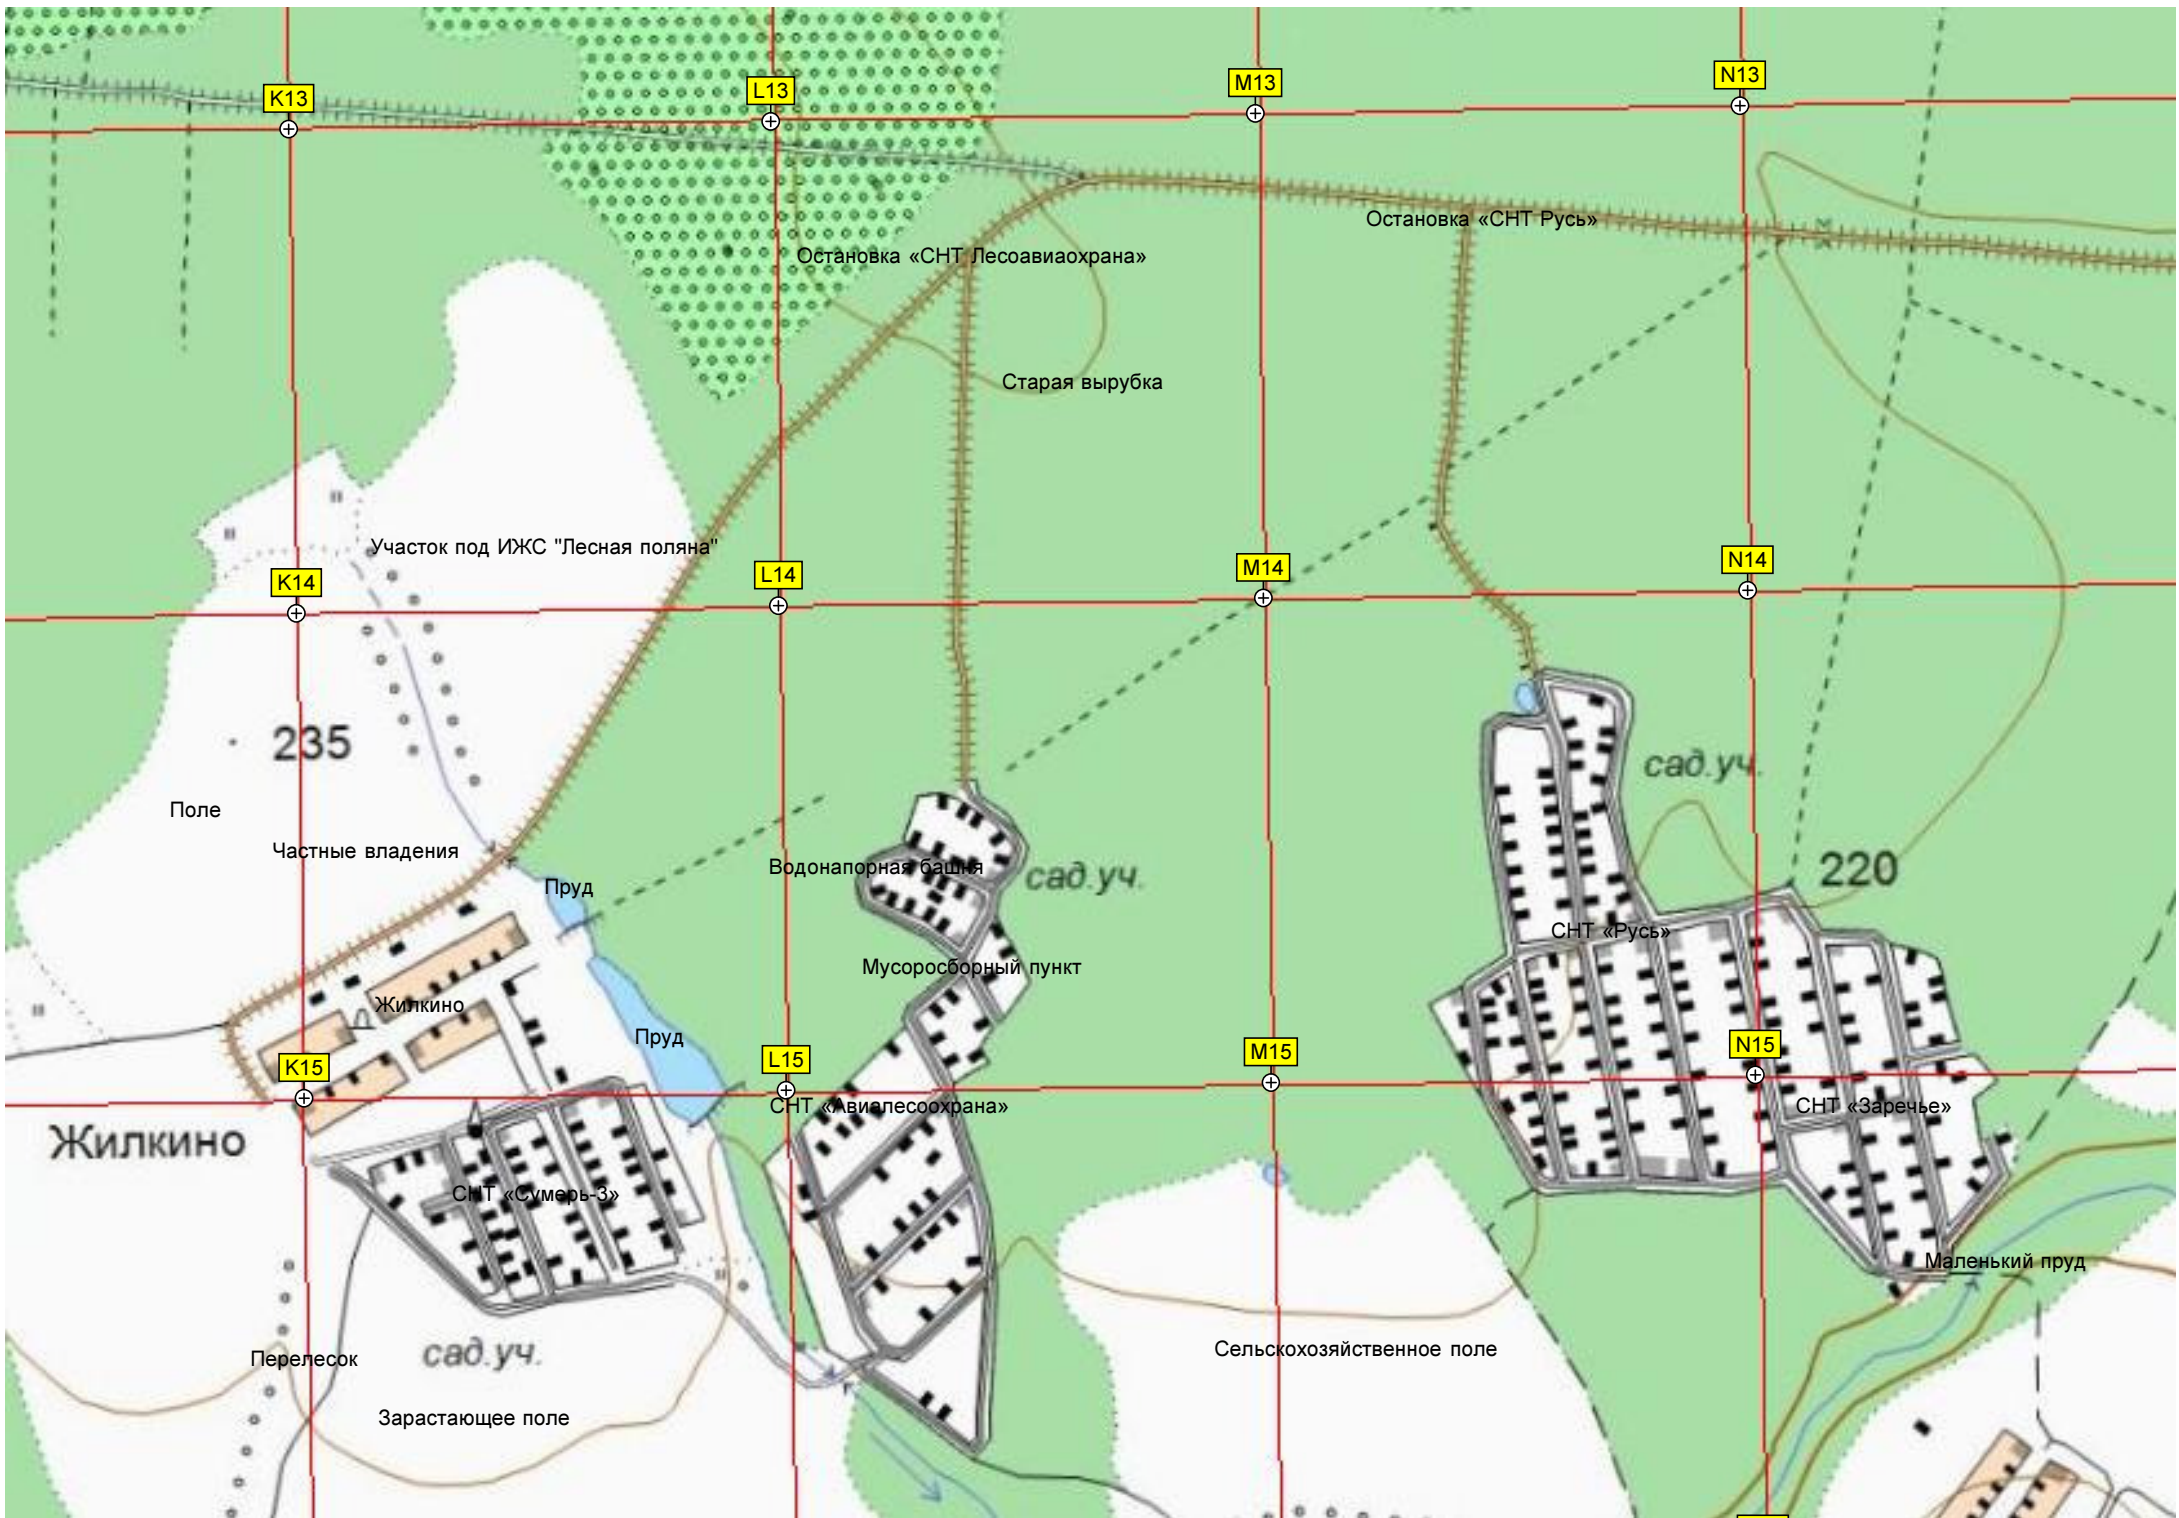 N13
M13
L13
K13
Остановка «СНТ Русь»
Остановка «СНТ Лесоавиаохрана»
Старая вырубка
Участок под ИЖС "Лесная поляна"
N14
M14
L14
K14
235
сад.уч.
Поле
Частные владения
Водонапорная башня
220
сад.уч.
Пруд
СНТ «Русь»
Мусоросборный пункт
Жилкино
Пруд
N15
M15
L15
K15
СНТ «Авиалесоохрана»
СНТ «Заречье»
Жилкино
СНТ «Сумерь-3»
Маленький пруд
Сельскохозяйственное поле
Перелесок
сад.уч.
Зарастающее поле